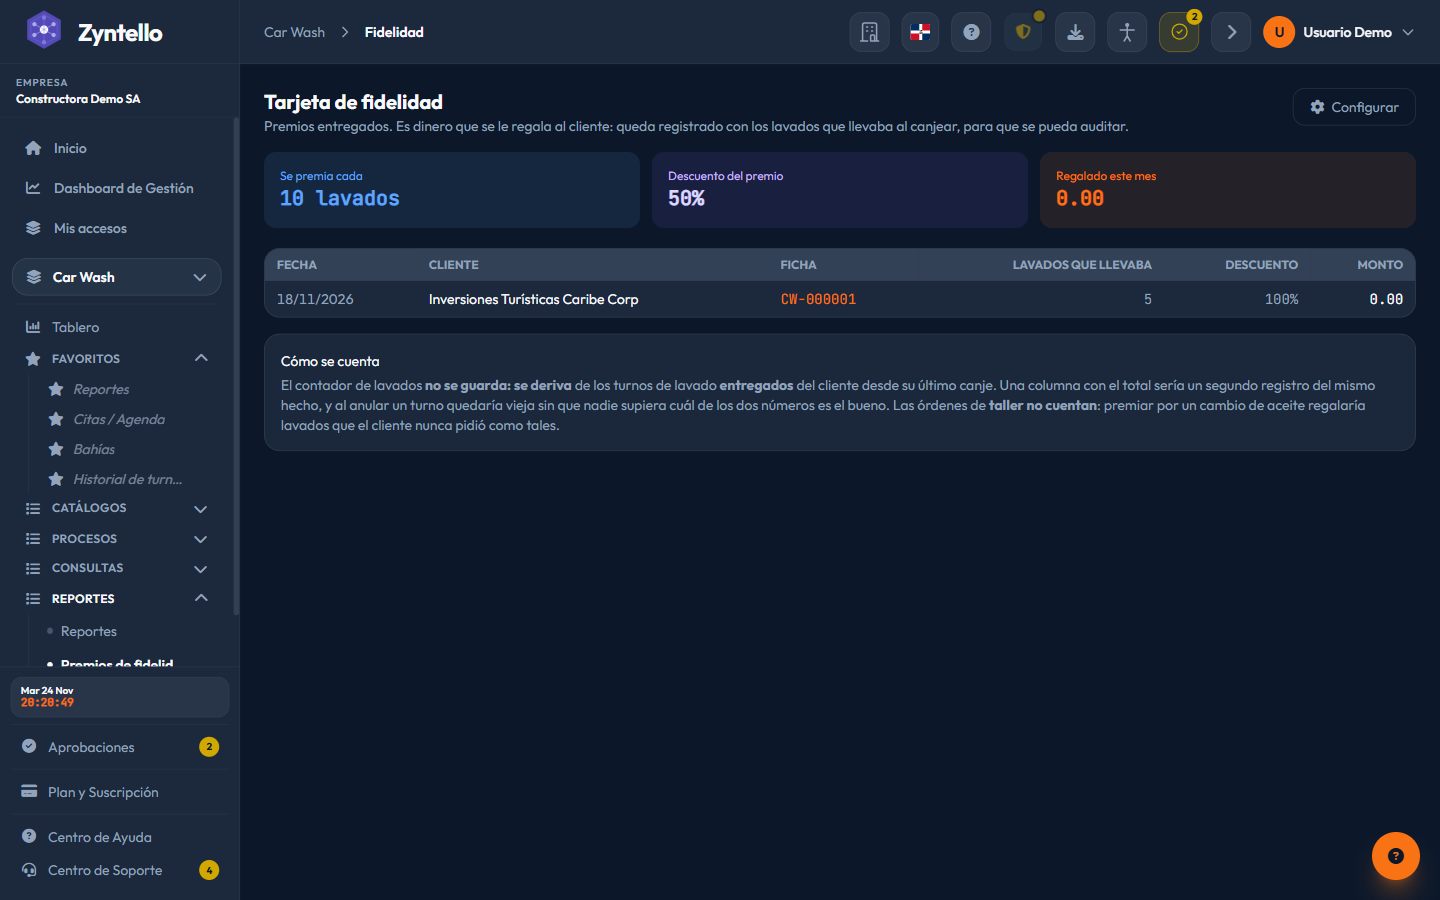 Zyntello
Car Wash > Fidelidad
2
U
Usuario Demo
EMPRESA
Constructora Demo SA
Inicio
Dashboard de Gestión
Mis accesos
Car Wash
Tablero
FAVORITOS
Reportes
Citas / Agenda
Bahías
Historial de turn...
CATÁLOGOS
PROCESOS
CONSULTAS
REPORTES
Reportes
Premios de fidelid
Mar 24 Nov
20:20:49
Aprobaciones 2
Plan y Suscripción
Centro de Ayuda
Centro de Soporte 4
Tarjeta de fidelidad
Configurar
Premios entregados. Es dinero que se le regala al cliente: queda registrado con los lavados que llevaba al canjear, para que se pueda auditar.
Se premia cada
10 lavados
Descuento del premio
50%
Regalado este mes
0.00
FECHA CLIENTE FICHA LAVADOS QUE LLEVABA DESCUENTO MONTO
18/11/2026 Inversiones Turísticas Caribe Corp CW-000001 5 100% 0.00
Cómo se cuenta
El contador de lavados no se guarda: se deriva de los turnos de lavado entregados del cliente desde su último canje. Una columna con el total sería un segundo registro del mismo
hecho, y al anular un turno quedaría vieja sin que nadie supiera cuál de los dos números es el bueno. Las órdenes de taller no cuentan: premiar por un cambio de aceite regalaría
lavados que el cliente nunca pidió como tales.